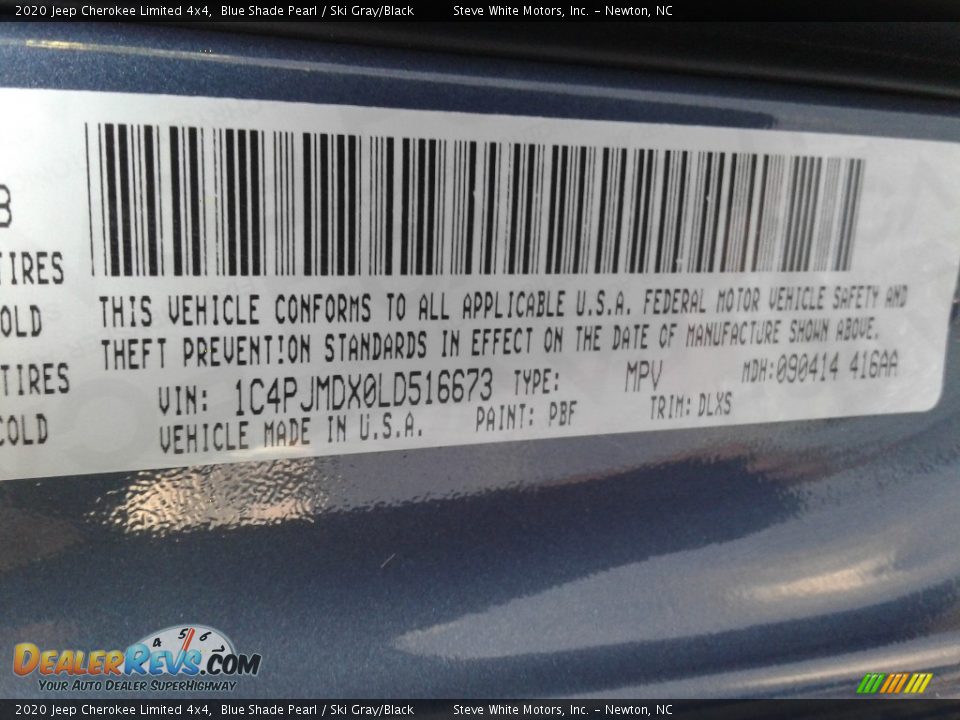 2020 Jeep Cherokee Limited 4x4, Blue Shade Pearl / Ski Gray/Black Steve White Motors, Inc. – Newton, NC
THIS VEHICLE CONFORMS TO ALL APPLICABLE U.S.A. FEDERAL MOTOR VEHICLE SAFETY AND
THEFT PREVENTION STANDARDS IN EFFECT ON THE DATE OF MANUFACTURE SHOWN ABOVE.
VIN: 1C4PJMDX0LD516673 TYPE: MPV MDH:090414 416AA
VEHICLE MADE IN U.S.A. PAINT: PBF TRIM: DLXS
TIRES
COLD
TIRES
COLD
4 5 6
DEALERREVS.COM
YOUR AUTO DEALER SUPERHIGHWAY
2020 Jeep Cherokee Limited 4x4, Blue Shade Pearl / Ski Gray/Black Steve White Motors, Inc. – Newton, NC